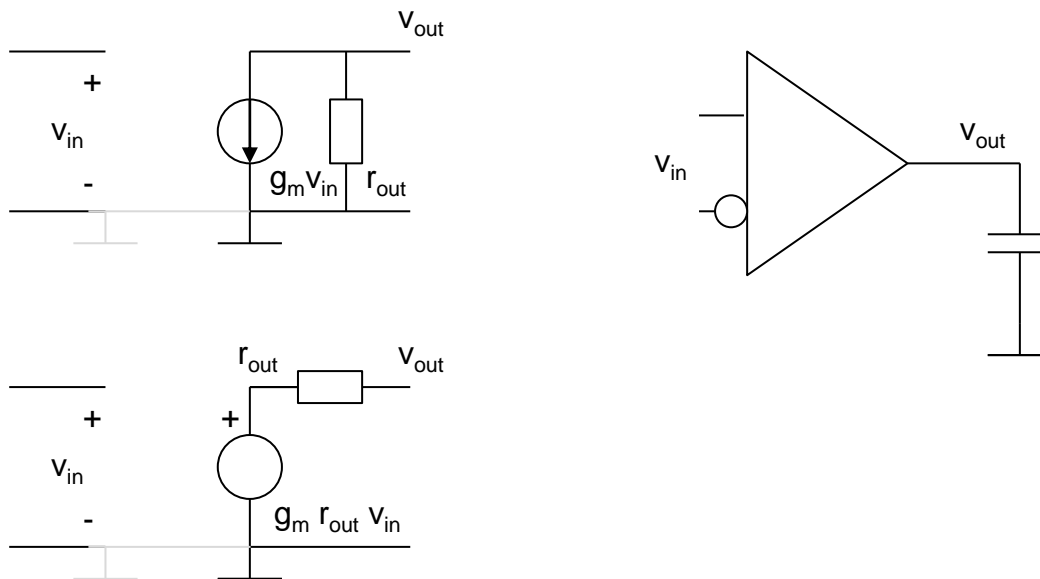 v_out
+
v_in
-
g_m v_in r_out
v_in
v_out
r_out v_out
+ +
v_in
-
g_m r_out v_in